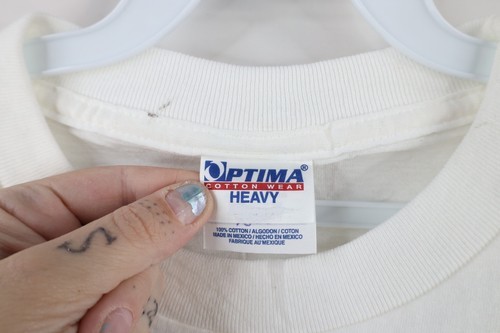 OPTIMA®
COTTON WEAR
HEAVY
100% COTTON / ALGODON / COTON
MADE IN MEXICO / HECHO EN MEXICO
FABRIQUE AU MEXIQUE